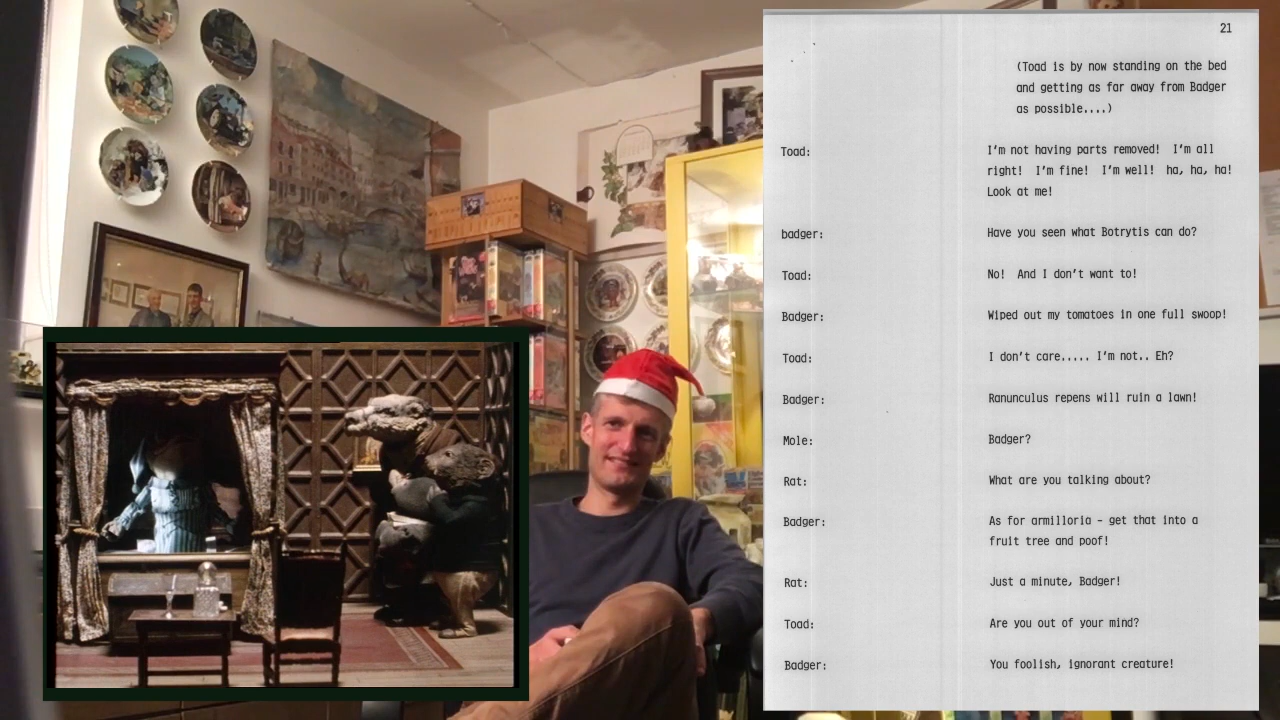 21
(Toad is by now standing on the bed
and getting as far away from Badger
as possible....)
Toad: I'm not having parts removed! I'm all
right! I'm fine! I'm well! ha, ha, ha!
Look at me!
badger: Have you seen what Botrytis can do?
Toad: No! And I don't want to!
Badger: Wiped out my tomatoes in one full swoop!
Toad: I don't care..... I'm not.. Eh?
Badger: Ranunculus repens will ruin a lawn!
Mole: Badger?
Rat: What are you talking about?
Badger: As for armilloria - get that into a
fruit tree and poof!
Rat: Just a minute, Badger!
Toad: Are you out of your mind?
Badger: You foolish, ignorant creature!